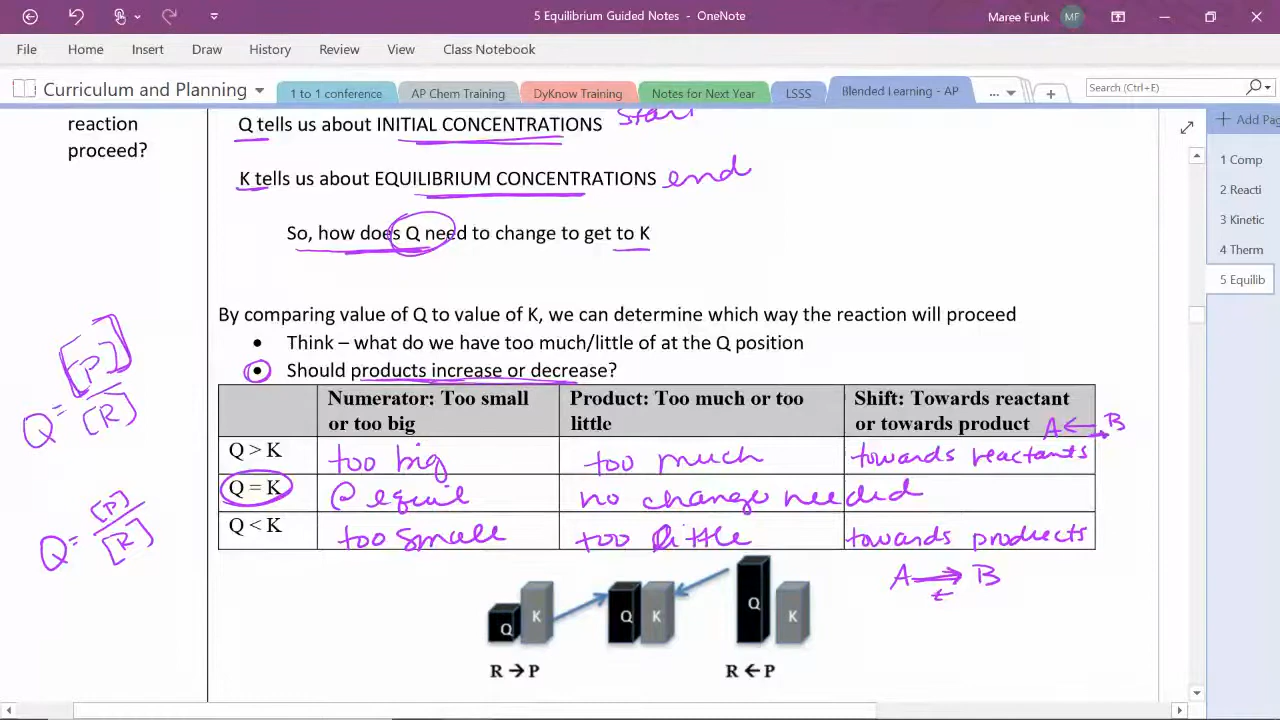 5 Equilibrium Guided Notes - OneNote
Maree Funk MF
File Home Insert Draw History Review View Class Notebook
Curriculum and Planning
1 to 1 conference AP Chem Training DyKnow Training Notes for Next Year LSSS Blended Learning - AP ... Search (Ctrl+E)
Add Pag
1 Comp
2 Reacti
3 Kinetic
4 Therm
5 Equilib
reaction
proceed?
Q tells us about INITIAL CONCENTRATIONS start
K tells us about EQUILIBRIUM CONCENTRATIONS end
So, how does Q need to change to get to K
By comparing value of Q to value of K, we can determine which way the reaction will proceed
• Think – what do we have too much/little of at the Q position
• Should products increase or decrease?
Q = [P] / [R]
Q = [P] / [R]
Numerator: Too small or too big
Product: Too much or too little
Shift: Towards reactant or towards product A ← B
Q > K too big too much towards reactants
Q = K @ equil no change needed
Q < K too small too little towards products
A → B
Q K Q K Q K
R → P R ← P